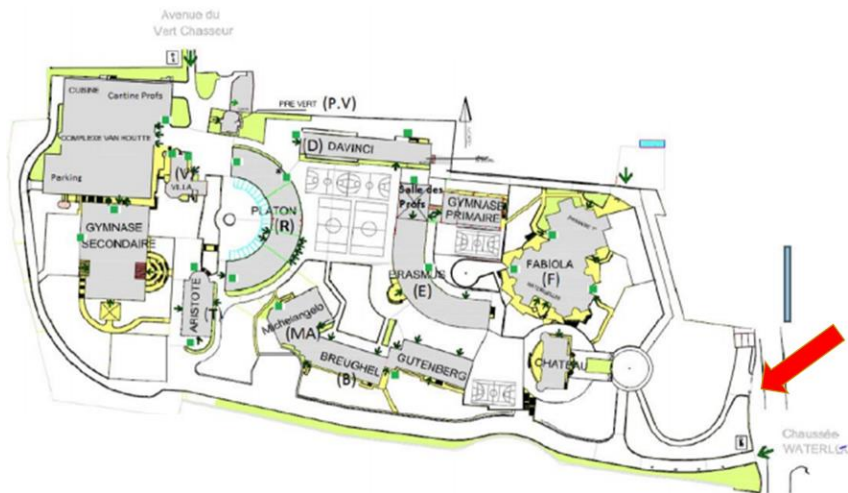 Avenue du
Vert Chasseur
CUISINE
Cantine Profs
COMPLEXE VAN HOUTTE
Parking
PRE VERT (P.V)
(D) DAVINCI
(V)
VILLA
Salle des
Profs
GYMNASE
PRIMAIRE
GYMNASE
SECONDAIRE
PLATON
(R)
ERASMUS
(E)
FABIOLA
(F)
ARISTOTE
(T)
Michelangelo
(MA)
BREUGHEL
(B)
GUTENBERG
CHATEAU
Chaussée